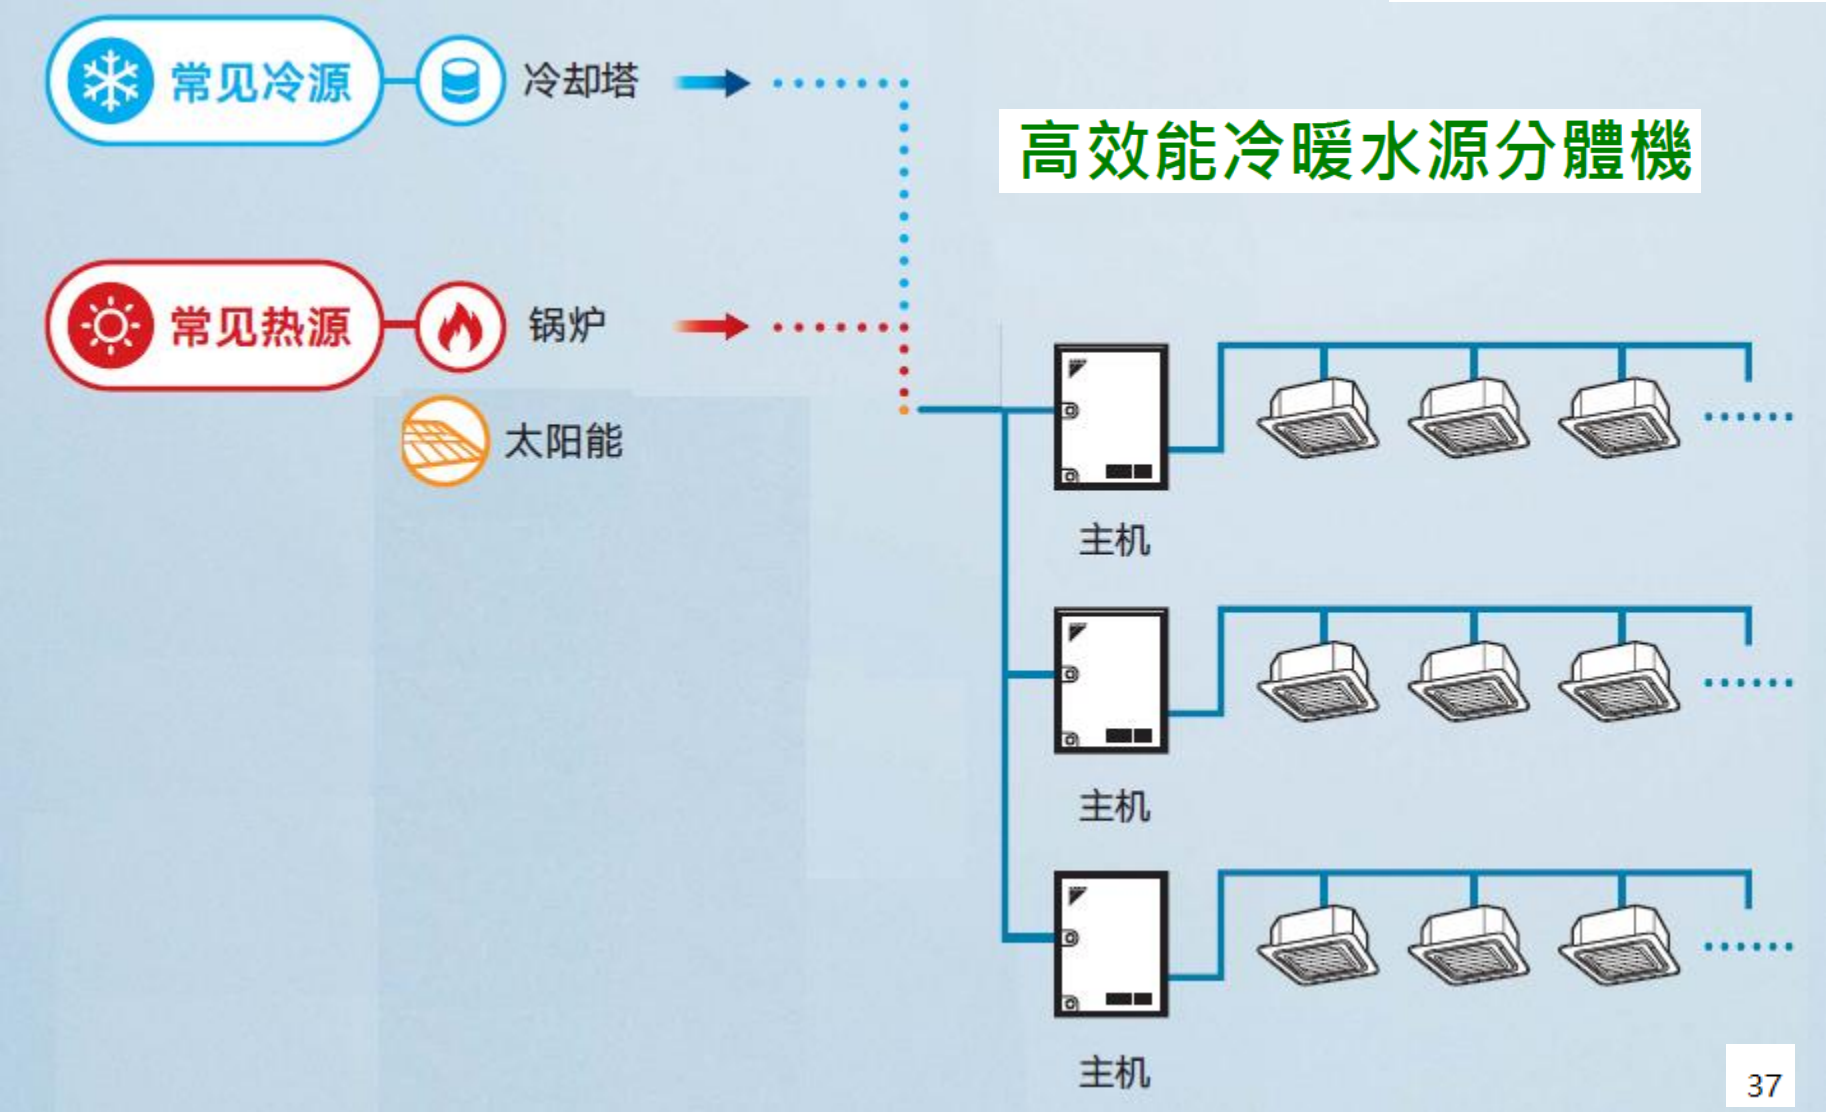 常见冷源
冷却塔
高效能冷暖水源分體機
常见热源
锅炉
太阳能
主机
主机
主机
37